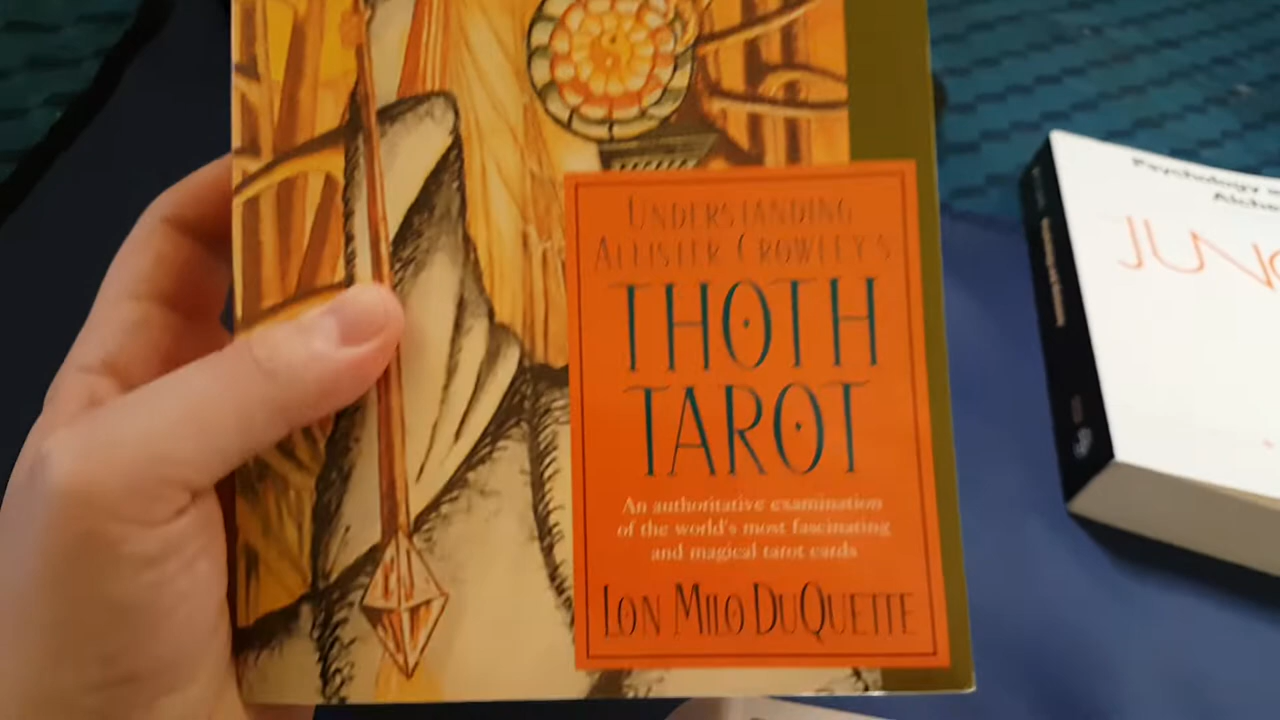 UNDERSTANDING
ALEISTER CROWLEY'S
THOTH
TAROT
An authoritative examination
of the world's most fascinating
and magical tarot cards
LON MILO DUQUETTE
Psychology
Alche
JUNG